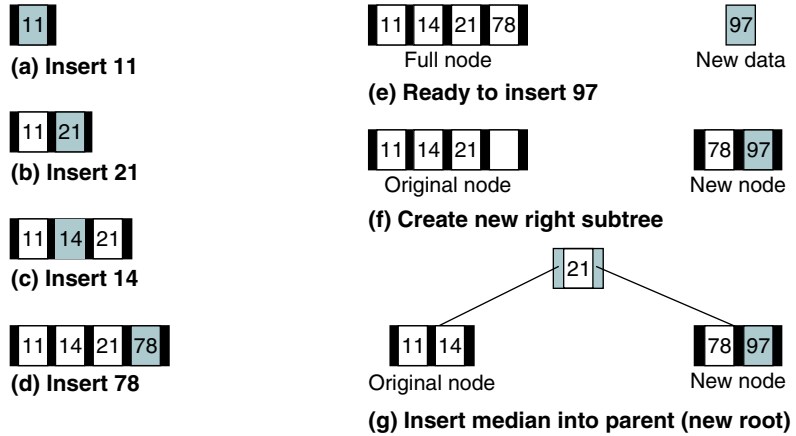 11
(a) Insert 11
11 21
(b) Insert 21
11 14 21
(c) Insert 14
11 14 21 78
(d) Insert 78
11 14 21 78
Full node
97
New data
(e) Ready to insert 97
11 14 21
Original node
78 97
New node
(f) Create new right subtree
21
11 14
Original node
78 97
New node
(g) Insert median into parent (new root)